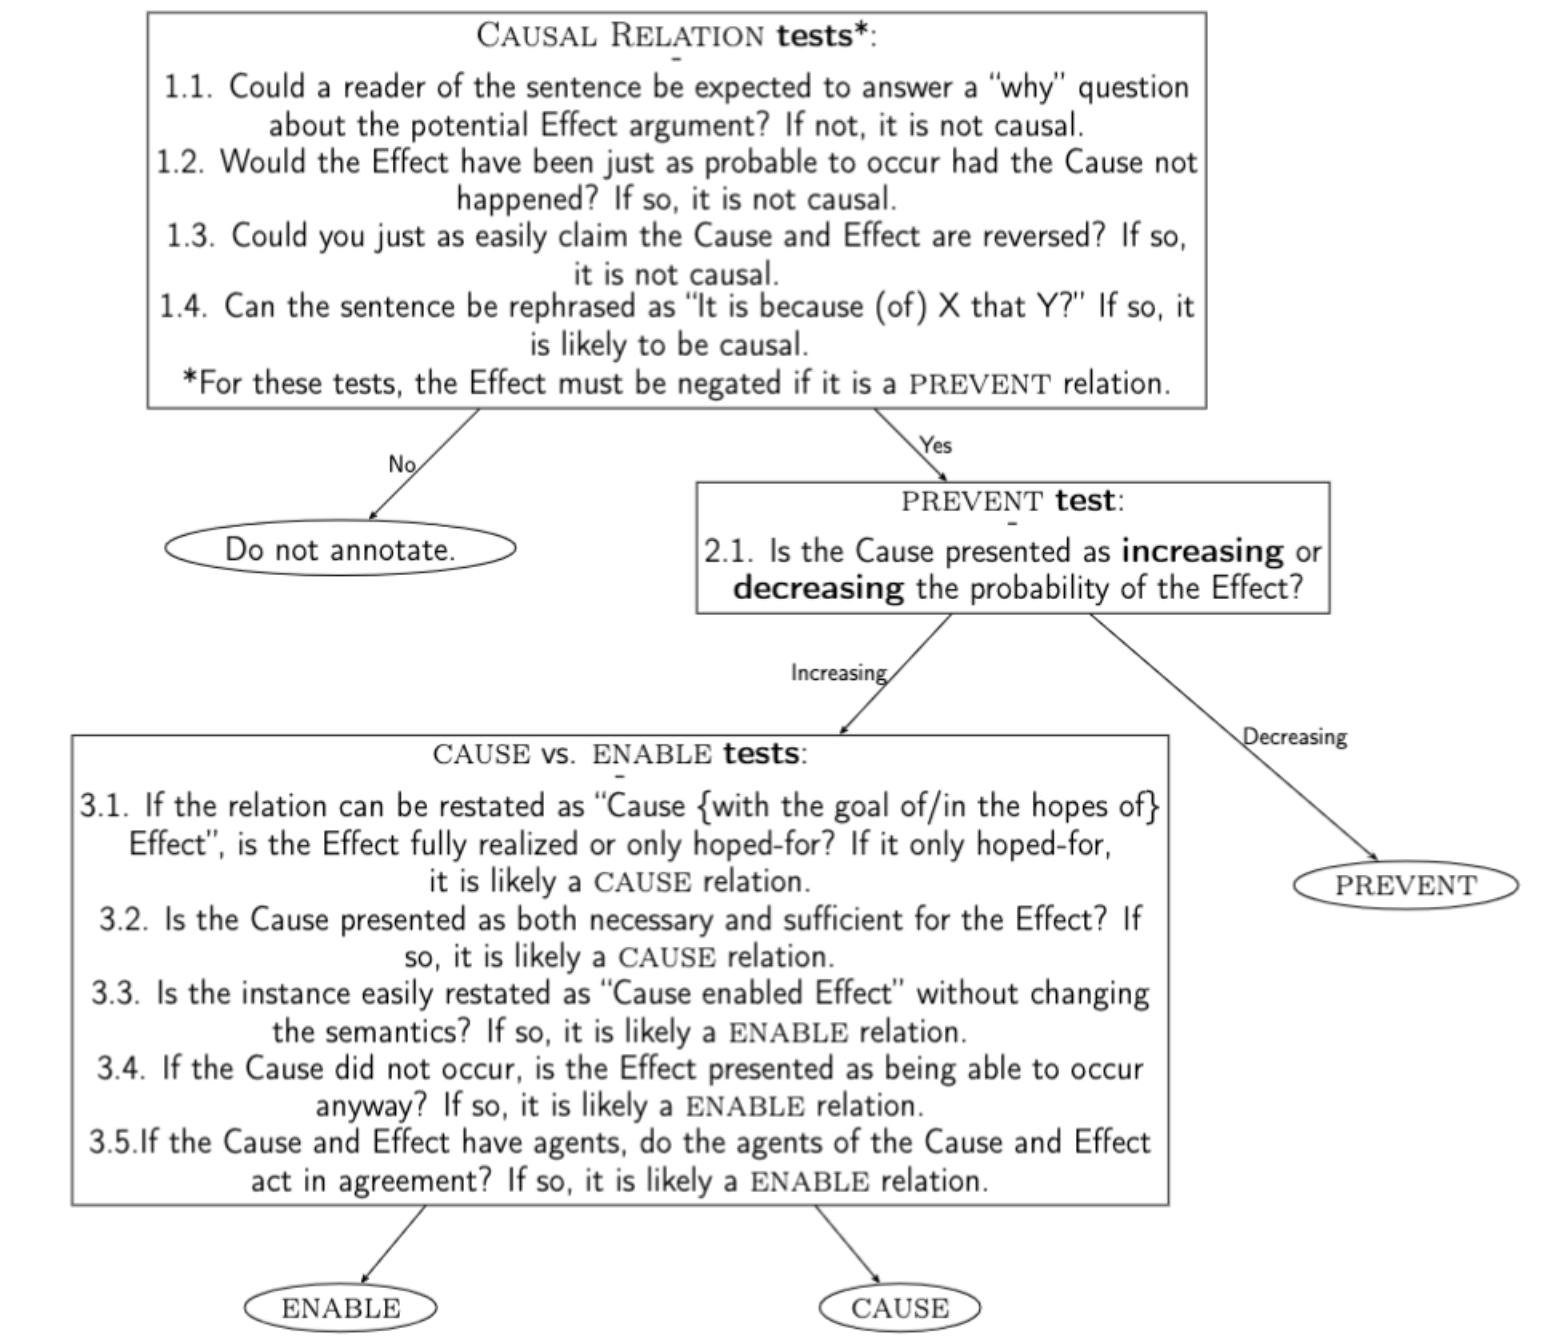 CAUSAL RELATION tests*:
-
1.1. Could a reader of the sentence be expected to answer a “why” question
about the potential Effect argument? If not, it is not causal.
1.2. Would the Effect have been just as probable to occur had the Cause not
happened? If so, it is not causal.
1.3. Could you just as easily claim the Cause and Effect are reversed? If so,
it is not causal.
1.4. Can the sentence be rephrased as “It is because (of) X that Y?” If so, it
is likely to be causal.
*For these tests, the Effect must be negated if it is a PREVENT relation.
No
Yes
Do not annotate.
PREVENT test:
-
2.1. Is the Cause presented as increasing or
decreasing the probability of the Effect?
Increasing
Decreasing
CAUSE vs. ENABLE tests:
-
3.1. If the relation can be restated as “Cause {with the goal of/in the hopes of}
Effect”, is the Effect fully realized or only hoped-for? If it only hoped-for,
it is likely a CAUSE relation.
3.2. Is the Cause presented as both necessary and sufficient for the Effect? If
so, it is likely a CAUSE relation.
3.3. Is the instance easily restated as “Cause enabled Effect” without changing
the semantics? If so, it is likely a ENABLE relation.
3.4. If the Cause did not occur, is the Effect presented as being able to occur
anyway? If so, it is likely a ENABLE relation.
3.5.If the Cause and Effect have agents, do the agents of the Cause and Effect
act in agreement? If so, it is likely a ENABLE relation.
PREVENT
ENABLE
CAUSE